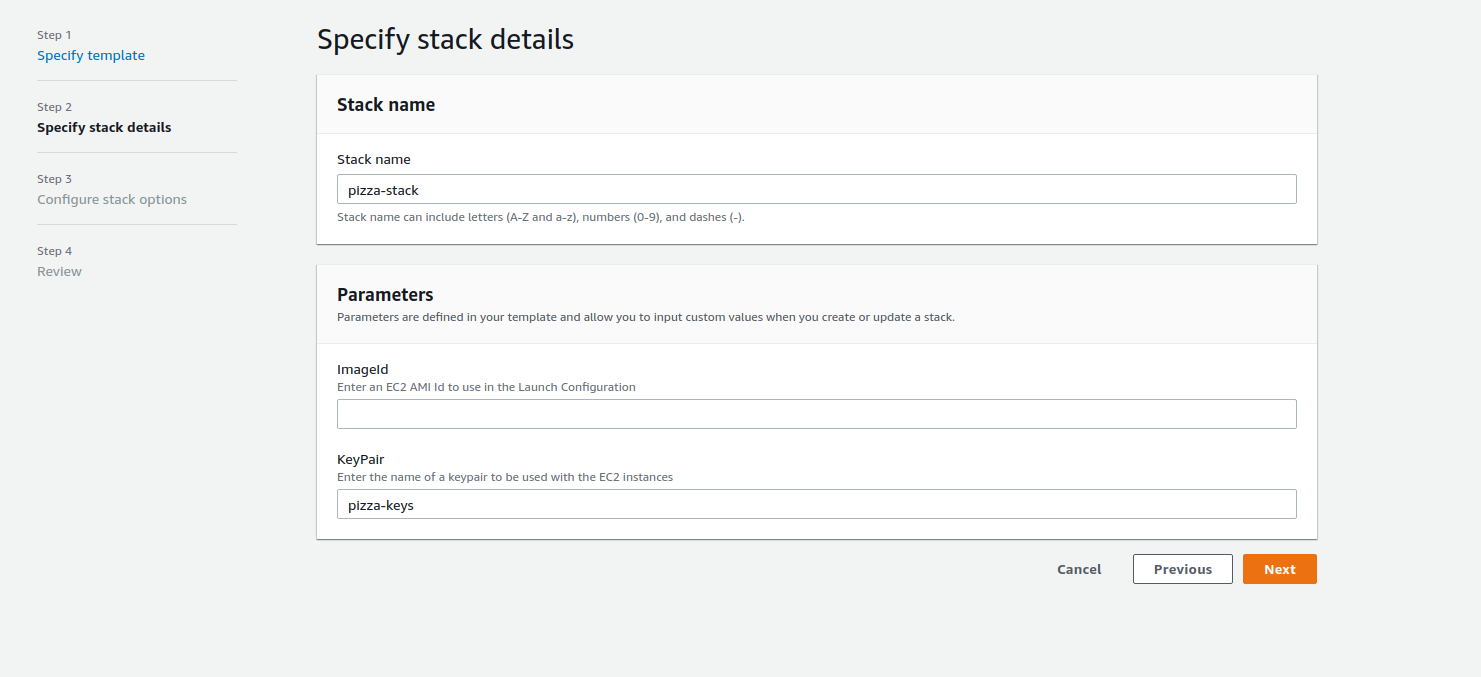 Step 1
Specify template
Step 2
Specify stack details
Step 3
Configure stack options
Step 4
Review
Specify stack details
Stack name
Stack name
pizza-stack
Stack name can include letters (A-Z and a-z), numbers (0-9), and dashes (-).
Parameters
Parameters are defined in your template and allow you to input custom values when you create or update a stack.
ImageId
Enter an EC2 AMI Id to use in the Launch Configuration
KeyPair
Enter the name of a keypair to be used with the EC2 instances
pizza-keys
Cancel
Previous
Next